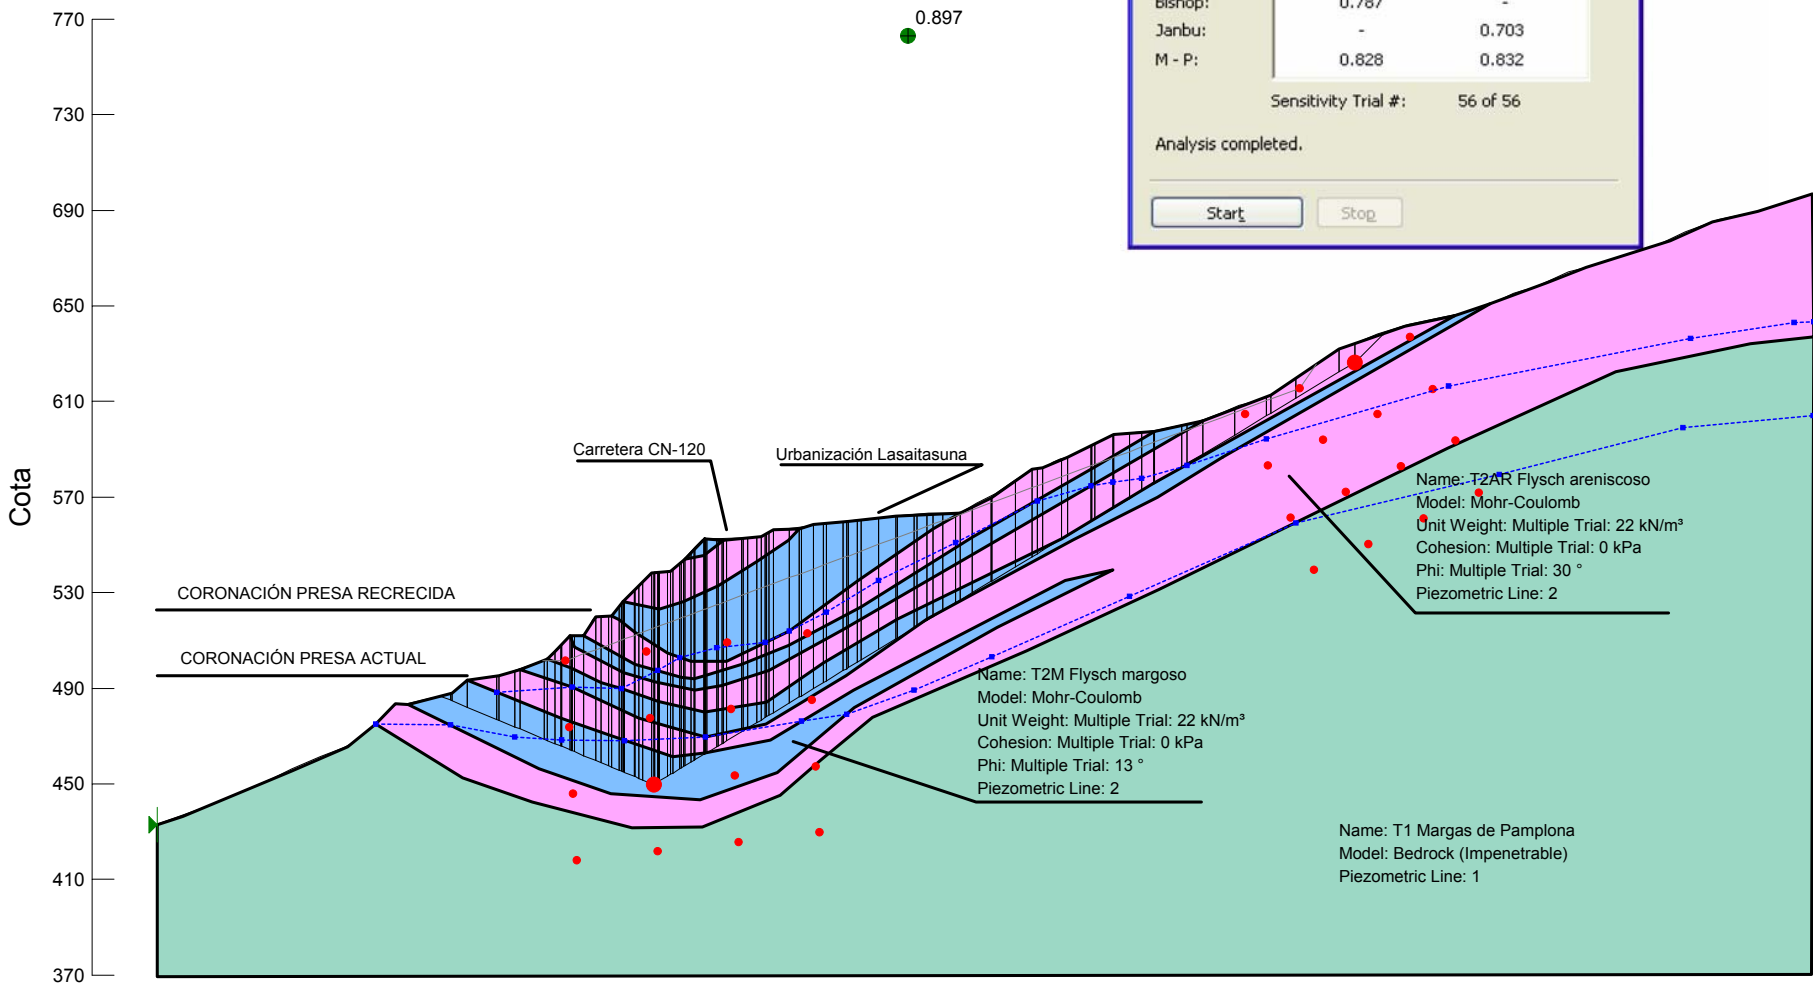 770
730
690
650
610
570
530
490
450
410
370
Cota
0.897
Bishop: 0.787 -
Janbu: - 0.703
M - P: 0.828 0.832
Sensitivity Trial #: 56 of 56
Analysis completed.
Start Stop
Carretera CN-120
Urbanización Lasaitasuna
CORONACIÓN PRESA RECRECIDA
CORONACIÓN PRESA ACTUAL
Name: T2AR Flysch areniscoso
Model: Mohr-Coulomb
Unit Weight: Multiple Trial: 22 kN/m³
Cohesion: Multiple Trial: 0 kPa
Phi: Multiple Trial: 30 °
Piezometric Line: 2
Name: T2M Flysch margoso
Model: Mohr-Coulomb
Unit Weight: Multiple Trial: 22 kN/m³
Cohesion: Multiple Trial: 0 kPa
Phi: Multiple Trial: 13 °
Piezometric Line: 2
Name: T1 Margas de Pamplona
Model: Bedrock (Impenetrable)
Piezometric Line: 1